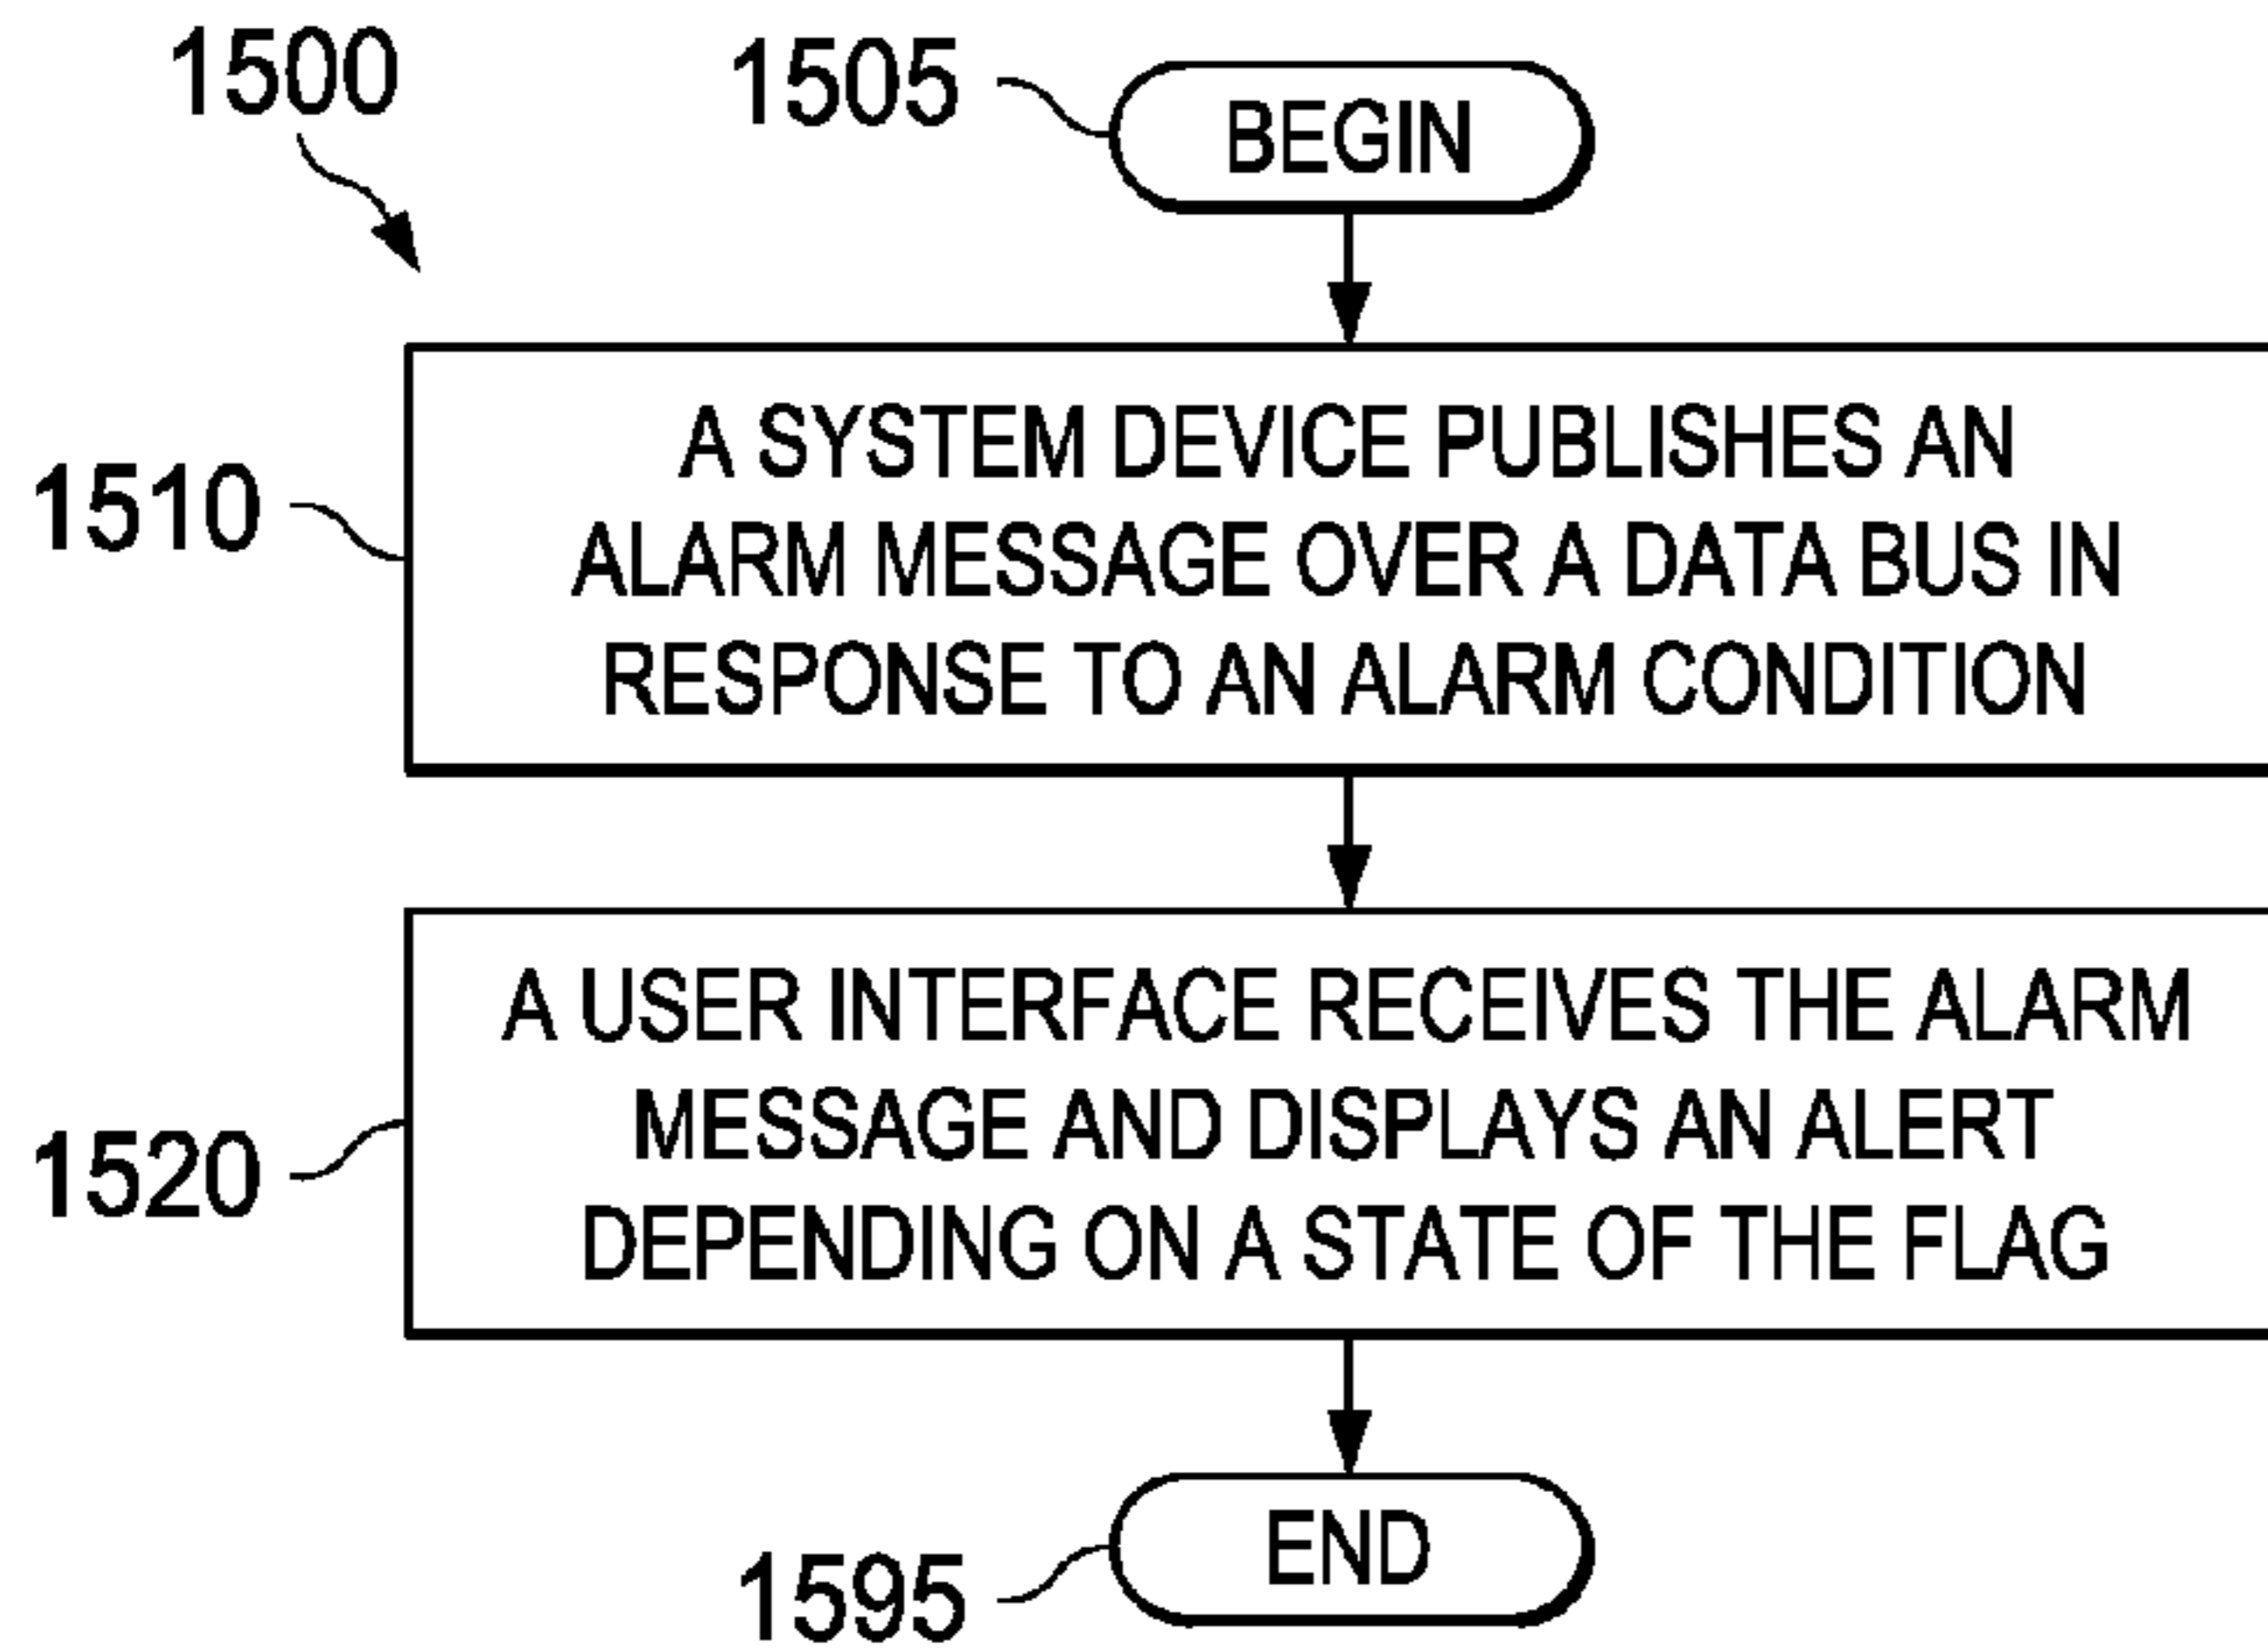 1500
1505
BEGIN
1510
A SYSTEM DEVICE PUBLISHES AN
ALARM MESSAGE OVER A DATA BUS IN
RESPONSE TO AN ALARM CONDITION
1520
A USER INTERFACE RECEIVES THE ALARM
MESSAGE AND DISPLAYS AN ALERT
DEPENDING ON A STATE OF THE FLAG
1595
END